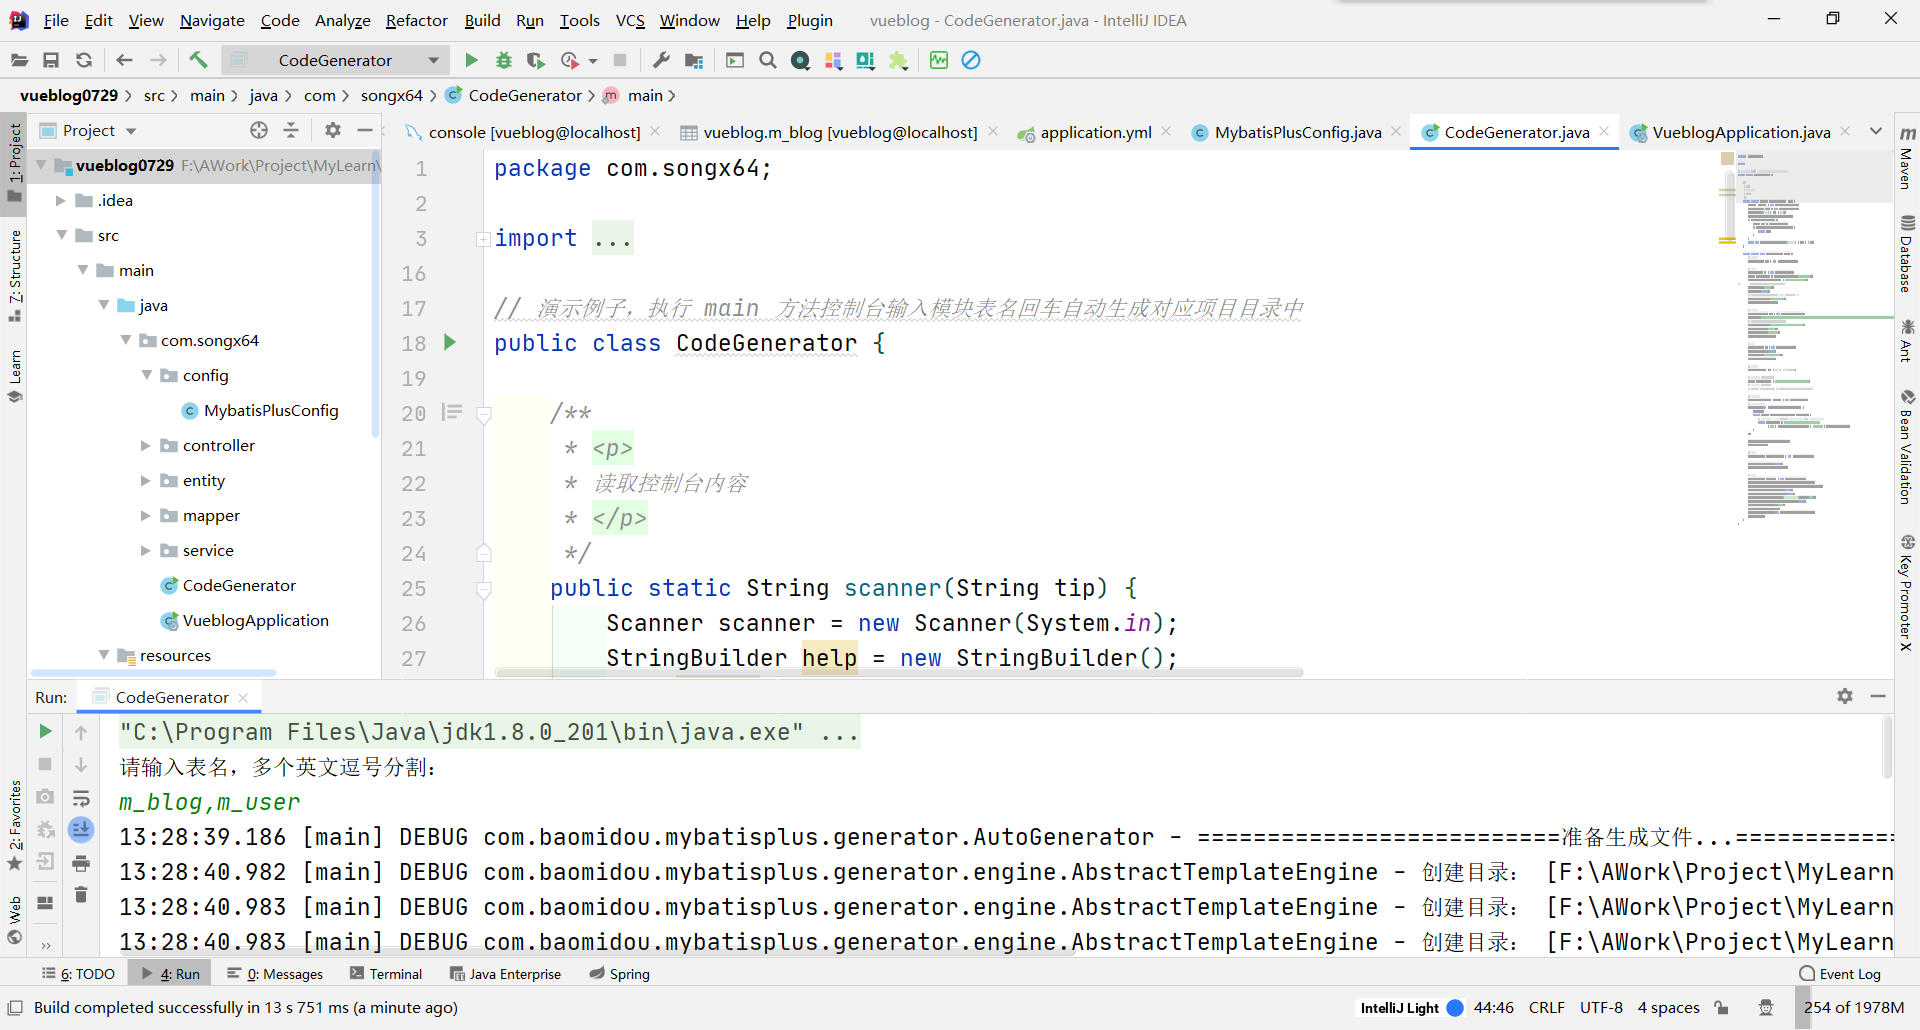 File Edit View Navigate Code Analyze Refactor Build Run Tools VCS Window Help Plugin vueblog - CodeGenerator.java - IntelliJ IDEA
CodeGenerator
vueblog0729 src main java com songx64 CodeGenerator main
Project
console [vueblog@localhost] vueblog.m_blog [vueblog@localhost] application.yml MybatisPlusConfig.java CodeGenerator.java VueblogApplication.java
1: Project
7: Structure
Learn
2: Favorites
Web
vueblog0729 F:\AWork\Project\MyLearn\
.idea
src
main
java
com.songx64
config
MybatisPlusConfig
controller
entity
mapper
service
CodeGenerator
VueblogApplication
resources
1 package com.songx64;
2
3 import ...
16
17 // 演示例子，执行 main 方法控制台输入模块表名回车自动生成对应项目目录中
18 public class CodeGenerator {
19
20 /**
21 * <p>
22 * 读取控制台内容
23 * </p>
24 */
25 public static String scanner(String tip) {
26 Scanner scanner = new Scanner(System.in);
27 StringBuilder help = new StringBuilder();
Maven
Database
Ant
Bean Validation
Key Promoter X
Run: CodeGenerator
"C:\Program Files\Java\jdk1.8.0_201\bin\java.exe" ...
请输入表名，多个英文逗号分割：
m_blog,m_user
13:28:39.186 [main] DEBUG com.baomidou.mybatisplus.generator.AutoGenerator - ==========================准备生成文件...============
13:28:40.982 [main] DEBUG com.baomidou.mybatisplus.generator.engine.AbstractTemplateEngine - 创建目录： [F:\AWork\Project\MyLearn
13:28:40.983 [main] DEBUG com.baomidou.mybatisplus.generator.engine.AbstractTemplateEngine - 创建目录： [F:\AWork\Project\MyLearn
13:28:40.983 [main] DEBUG com.baomidou.mybatisplus.generator.engine.AbstractTemplateEngine - 创建目录： [F:\AWork\Project\MyLearn
6: TODO 4: Run 0: Messages Terminal Java Enterprise Spring Event Log
Build completed successfully in 13 s 751 ms (a minute ago) IntelliJ Light 44:46 CRLF UTF-8 4 spaces 254 of 1978M